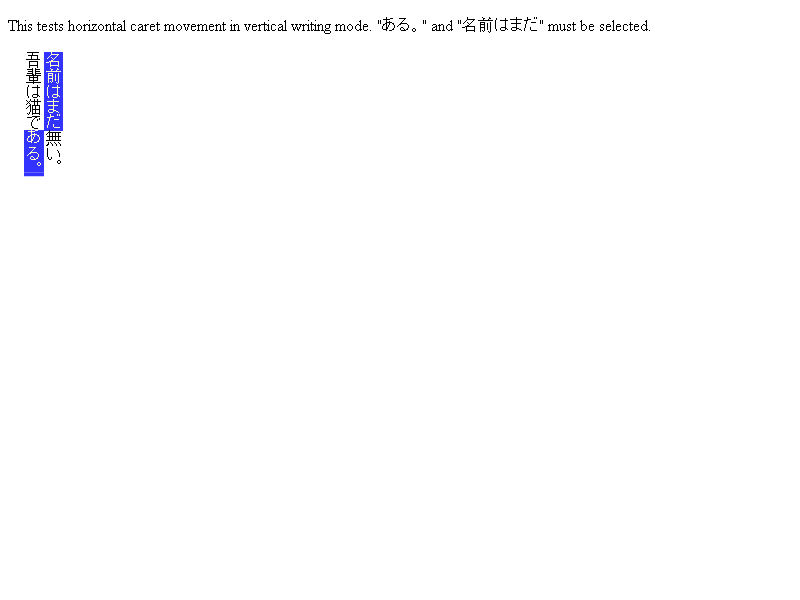 This tests horizontal caret movement in vertical writing mode. "ある。" and "名前はまだ" must be selected.
吾輩は猫である。
名前はまだ無い。